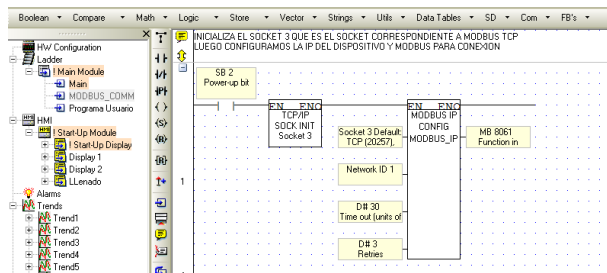 Boolean Compare Math Logic Store Vector Strings Utils Data Tables SD Com FB's
HW Configuration
Ladder
! Main Module
Main
MODBUS_COMM
Programa Usuario
HMI
! Start-Up Module
! Start-Up Display
Display 1
Display 2
LLenado
Alarms
Trends
Trend1
Trend2
Trend3
Trend4
Trend5
INICIALIZA EL SOCKET 3 QUE ES EL SOCKET CORRESPONDIENTE A MODBUS TCP
LUEGO CONFIGURAMOS LA IP DEL DISPOSITIVO Y MODBUS PARA CONEXION
1
SB 2
Power-up bit
EN ENO
TCP/IP
SOCK INIT
Socket 3
EN ENO
MODBUS IP
CONFIG
MODBUS_IP
Socket 3 Default:
TCP (20257),
MB 8061
Function in
Network ID 1
D# 30
Time out (units of
D# 3
Retries